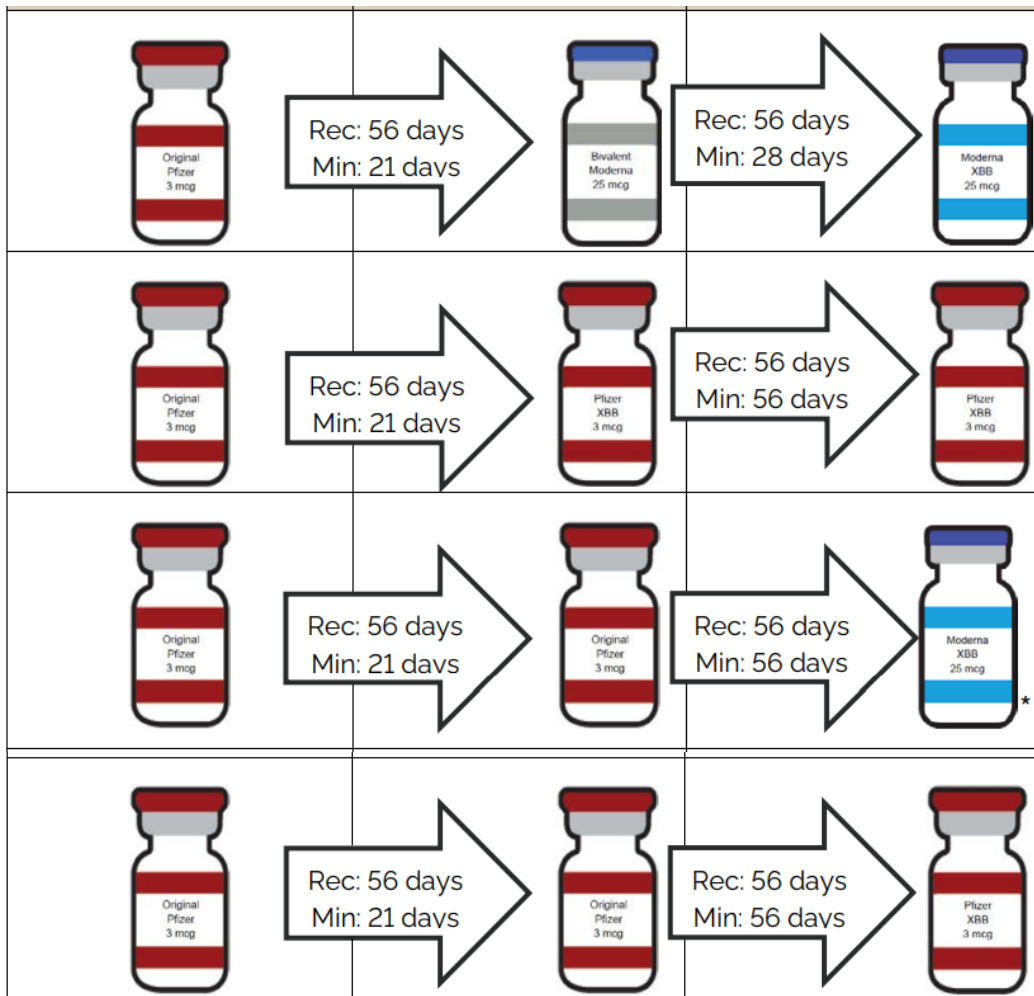 Original
Pfizer
3 mcg
Rec: 56 days
Min: 21 days
Bivalent
Moderna
25 mcg
Rec: 56 days
Min: 28 days
Moderna
XBB
25 mcg
Original
Pfizer
3 mcg
Rec: 56 days
Min: 21 days
Pfizer
XBB
3 mcg
Rec: 56 days
Min: 56 days
Pfizer
XBB
3 mcg
Original
Pfizer
3 mcg
Rec: 56 days
Min: 21 days
Original
Pfizer
3 mcg
Rec: 56 days
Min: 56 days
Moderna
XBB
25 mcg
*
Original
Pfizer
3 mcg
Rec: 56 days
Min: 21 days
Original
Pfizer
3 mcg
Rec: 56 days
Min: 56 days
Pfizer
XBB
3 mcg